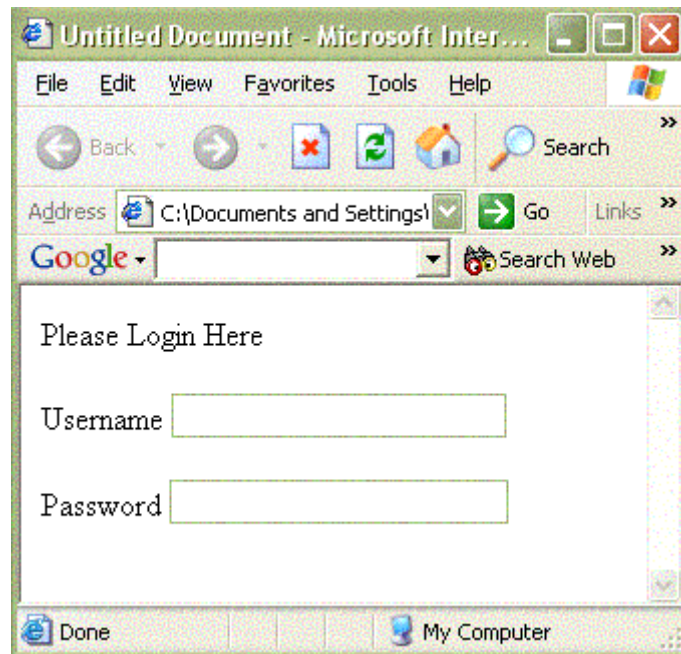 Untitled Document - Microsoft Inter...
File Edit View Favorites Tools Help
Back Search »
Address C:\Documents and Settings\ Go Links »
Google Search Web »
Please Login Here
Username
Password
Done My Computer